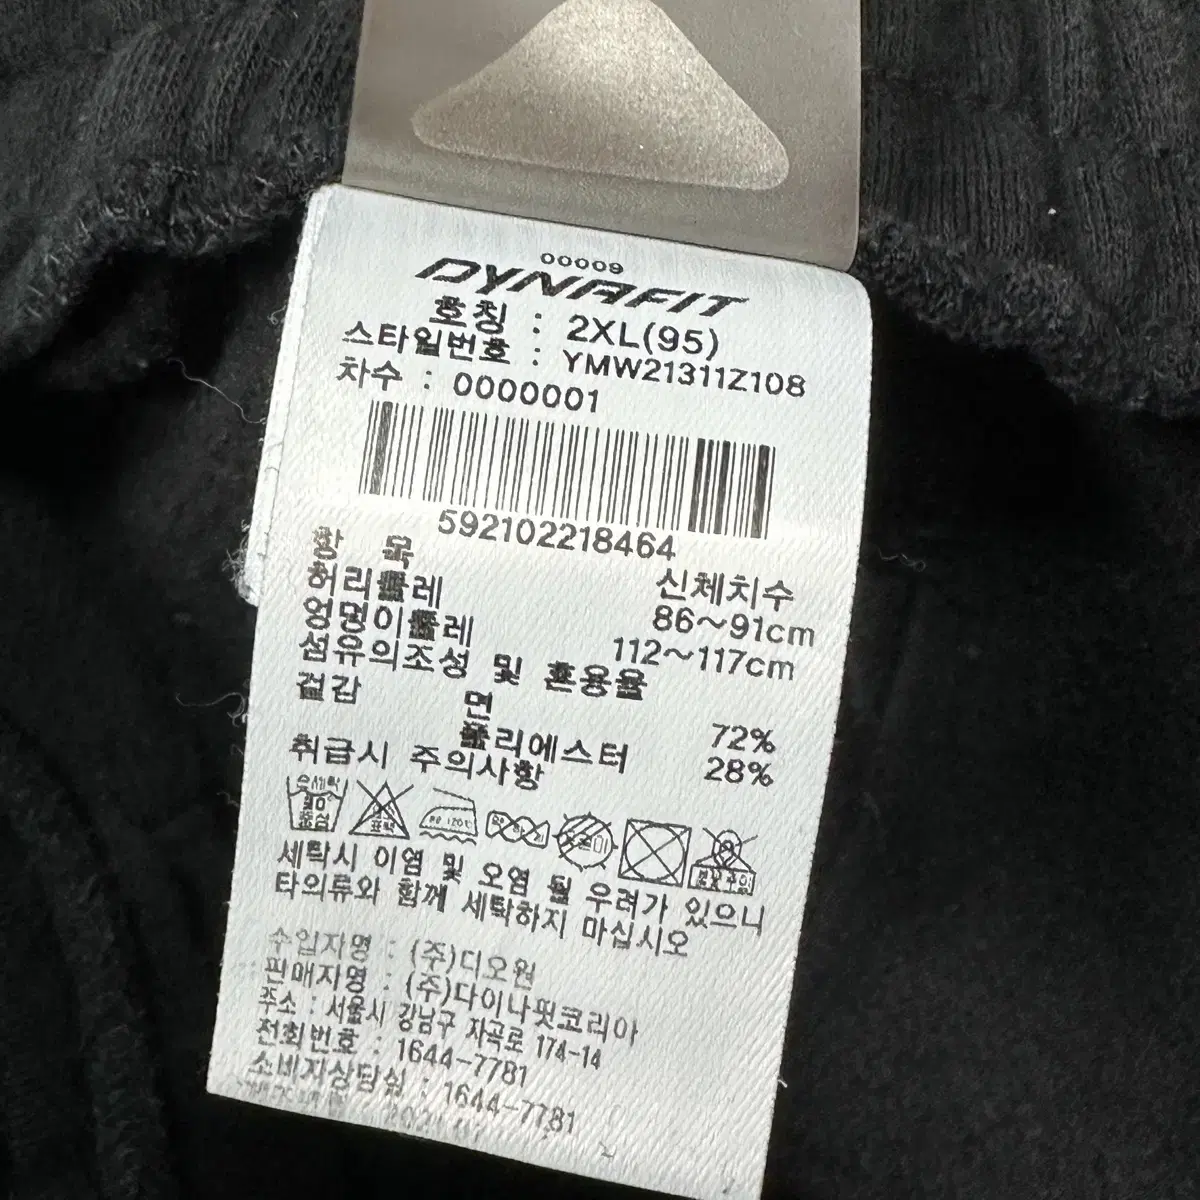 00009
DYNAFIT
호칭 : 2XL(95)
스타일번호 : YMW21311Z108
차수 : 0000001
592102218464
항 목 신체치수
허리둘레 86~91cm
엉덩이둘레 112~117cm
섬유의조성 및 혼용율
겉감 면 72%
폴리에스터 28%
취급시 주의사항
세탁시 이염 및 오염 될 우려가 있으니
타의류와 함께 세탁하지 마십시오
수입자명 : (주)디오원
판매자명 : (주)다이나핏코리아
주소 : 서울시 강남구 자곡로 174-14
전화번호 : 1644-7781
소비자상담실 : 1644-7781